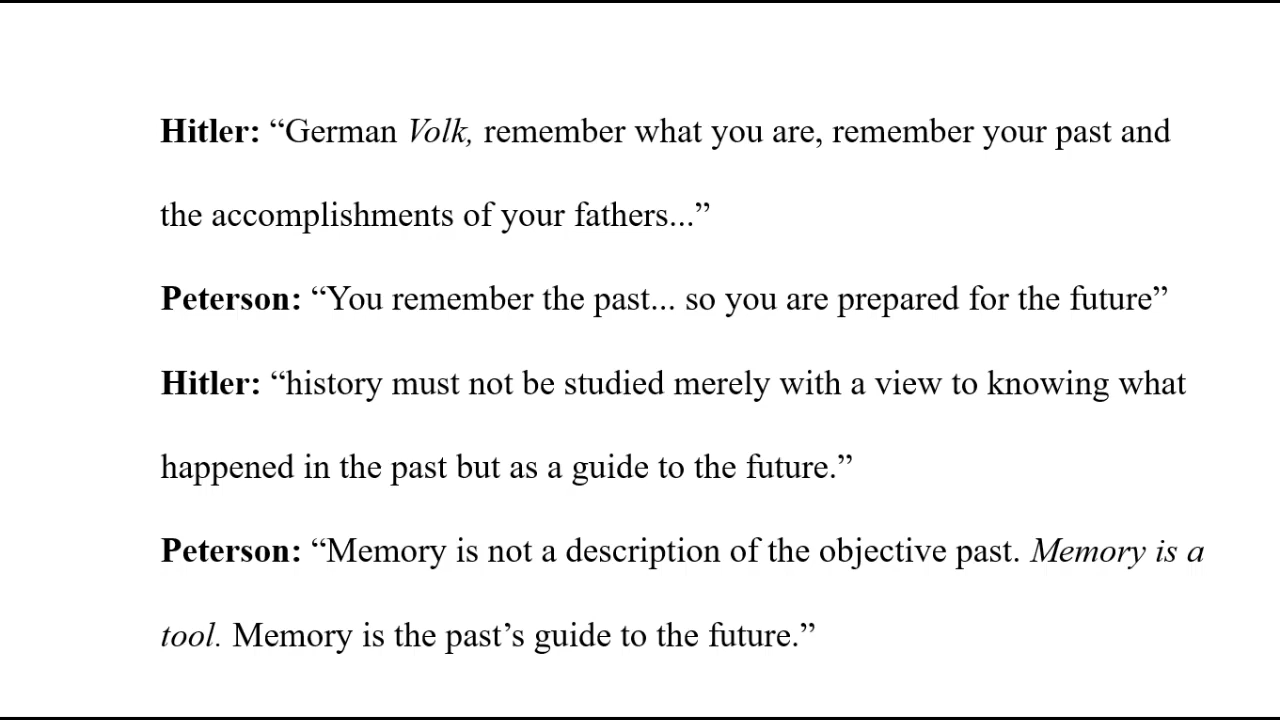 Hitler: “German Volk, remember what you are, remember your past and
the accomplishments of your fathers...”
Peterson: “You remember the past... so you are prepared for the future”
Hitler: “history must not be studied merely with a view to knowing what
happened in the past but as a guide to the future.”
Peterson: “Memory is not a description of the objective past. Memory is a
tool. Memory is the past’s guide to the future.”